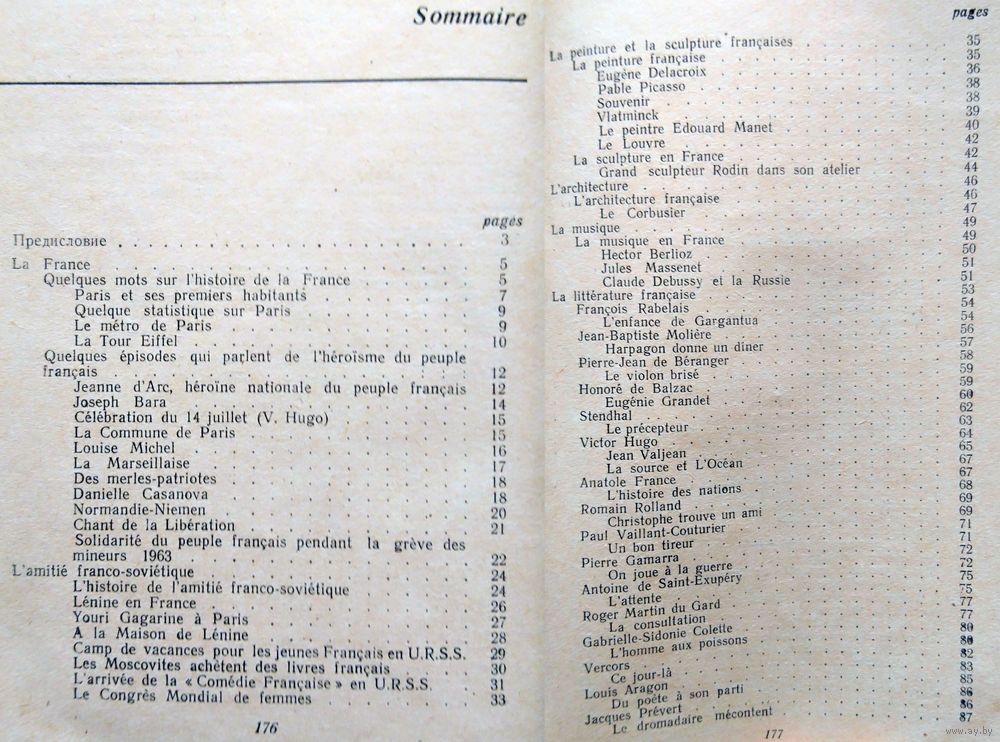 Sommaire
pages
Предисловие . . . 3
La France . . . 5
Quelques mots sur l'histoire de la France . . . 5
Paris et ses premiers habitants . . . 7
Quelque statistique sur Paris . . . 9
Le métro de Paris . . . 9
La Tour Eiffel . . . 10
Quelques épisodes qui parlent de l'héroïsme du peuple
français . . . 12
Jeanne d'Arc, héroïne nationale du peuple français 12
Joseph Bara . . . 14
Célébration du 14 juillet (V. Hugo) . . . 15
La Commune de Paris . . . 15
Louise Michel . . . 16
La Marseillaise . . . 17
Des merles-patriotes . . . 18
Danielle Casanova . . . 18
Normandie-Niemen . . . 20
Chant de la Libération . . . 21
Solidarité du peuple français pendant la grève des
mineurs 1963 . . . 22
L'amitié franco-soviétique . . . 24
L'histoire de l'amitié franco-soviétique . . . 24
Lénine en France . . . 26
Youri Gagarine à Paris . . . 27
A la Maison de Lénine . . . 28
Camp de vacances pour les jeunes Français en U.R.S.S. 29
Les Moscovites achètent des livres français . . . 30
L'arrivée de la « Comédie Française» en U.R.S.S. . . . 31
Le Congrès Mondial de femmes . . . 33
176
pages
La peinture et la sculpture françaises . . . 35
La peinture française . . . 35
Eugène Delacroix . . . 36
Pable Picasso . . . 38
Souvenir . . . 38
Vlatminck . . . 39
Le peintre Edouard Manet . . . 40
Le Louvre . . . 42
La sculpture en France . . . 42
Grand sculpteur Rodin dans son atelier . . . 44
L'architecture . . . 46
L'architecture française . . . 46
Le Corbusier . . . 47
La musique . . . 49
La musique en France . . . 49
Hector Berlioz . . . 50
Jules Massenet . . . 51
Claude Debussy et la Russie . . . 51
La littérature française . . . 53
François Rabelais . . . 54
L'enfance de Gargantua . . . 54
Jean-Baptiste Molière . . . 56
Harpagon donne un dîner . . . 57
Pierre-Jean de Béranger . . . 58
Le violon brisé . . . 59
Honoré de Balzac . . . 59
Eugénie Grandet . . . 60
Stendhal . . . 62
Le précepteur . . . 63
Victor Hugo . . . 64
Jean Valjean . . . 65
La source et L'Océan . . . 67
Anatole France . . . 67
L'histoire des nations . . . 68
Romain Rolland . . . 69
Christophe trouve un ami . . . 69
Paul Vaillant-Couturier . . . 71
Un bon tireur . . . 71
Pierre Gamarra . . . 72
On joue à la guerre . . . 72
Antoine de Saint-Exupéry . . . 75
L'attente . . . 75
Roger Martin du Gard . . . 77
La consultation . . . 77
Gabrielle-Sidonie Colette . . . 80
L'homme aux poissons . . . 80
Vercors . . . 82
Ce jour-là . . . 83
Louis Aragon . . . 85
Du poète à son parti . . . 86
Jacques Prévert . . . 86
Le dromadaire mécontent . . . 87
177
www.ay.by